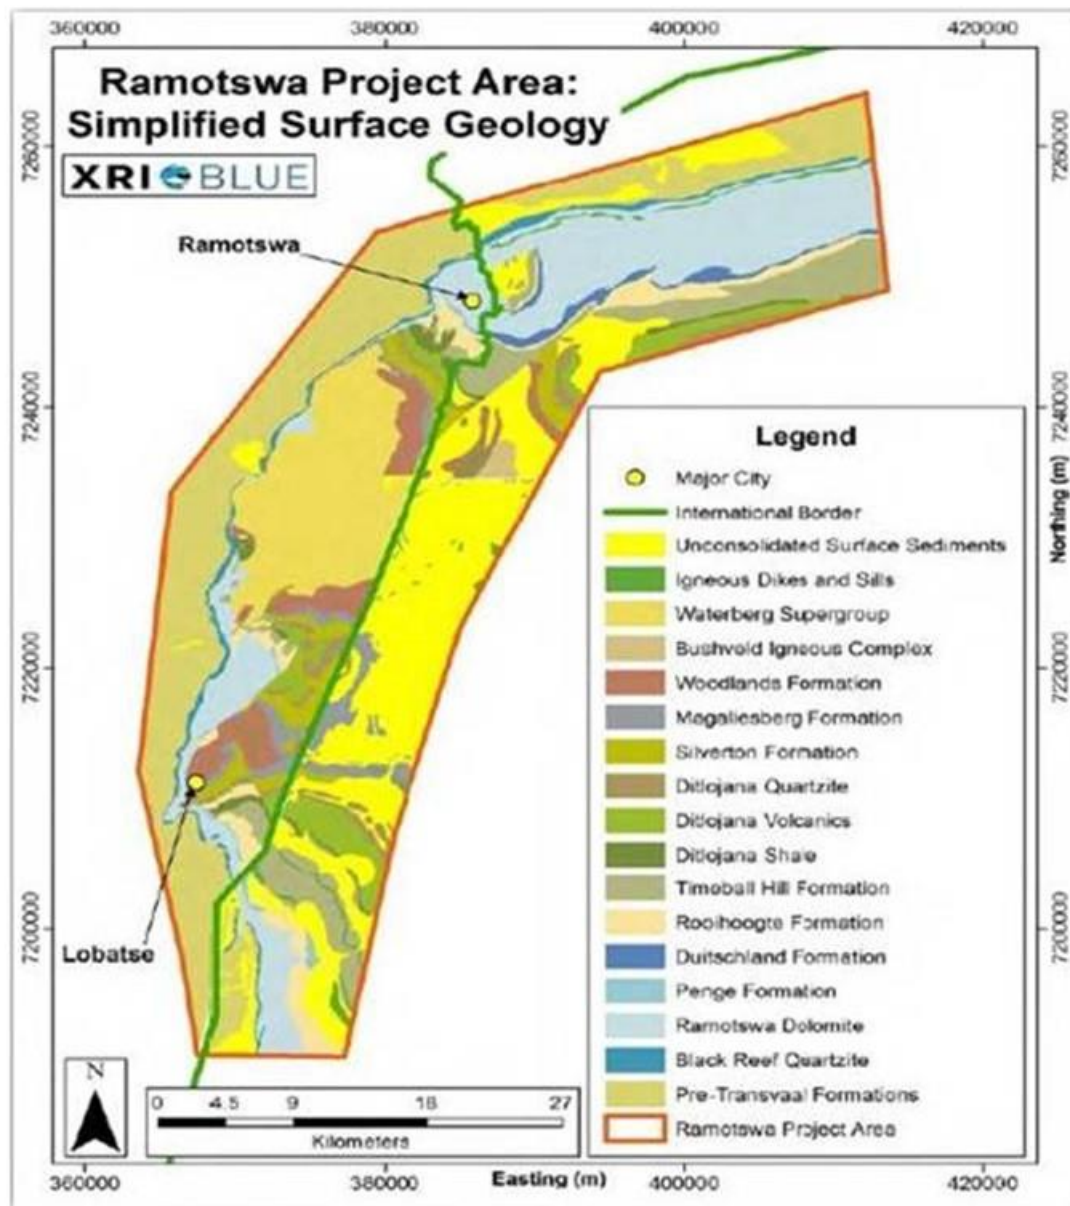 360000 380000 400000 420000
Ramotswa Project Area:
Simplified Surface Geology
XRI BLUE
7260000
7260000
Ramotswa
7240000
7240000
Legend
Major City
International Border
Unconsolidated Surface Sediments
Igneous Dikes and Sills
Waterberg Supergroup
Bushveld Igneous Complex
Woodlands Formation
Magaliesberg Formation
Silverton Formation
Ditlojana Quartzite
Ditlojana Volcanics
Ditlojana Shale
Timeball Hill Formation
Rooihoogte Formation
Duitschland Formation
Penge Formation
Ramotswa Dolomite
Black Reef Quartzite
Pre-Transvaal Formations
Ramotswa Project Area
Northing (m)
7220000
7220000
7200000
7200000
Lobatse
N
0 4.5 9 18 27
Kilometers
360000 380000 Easting (m) 400000 420000